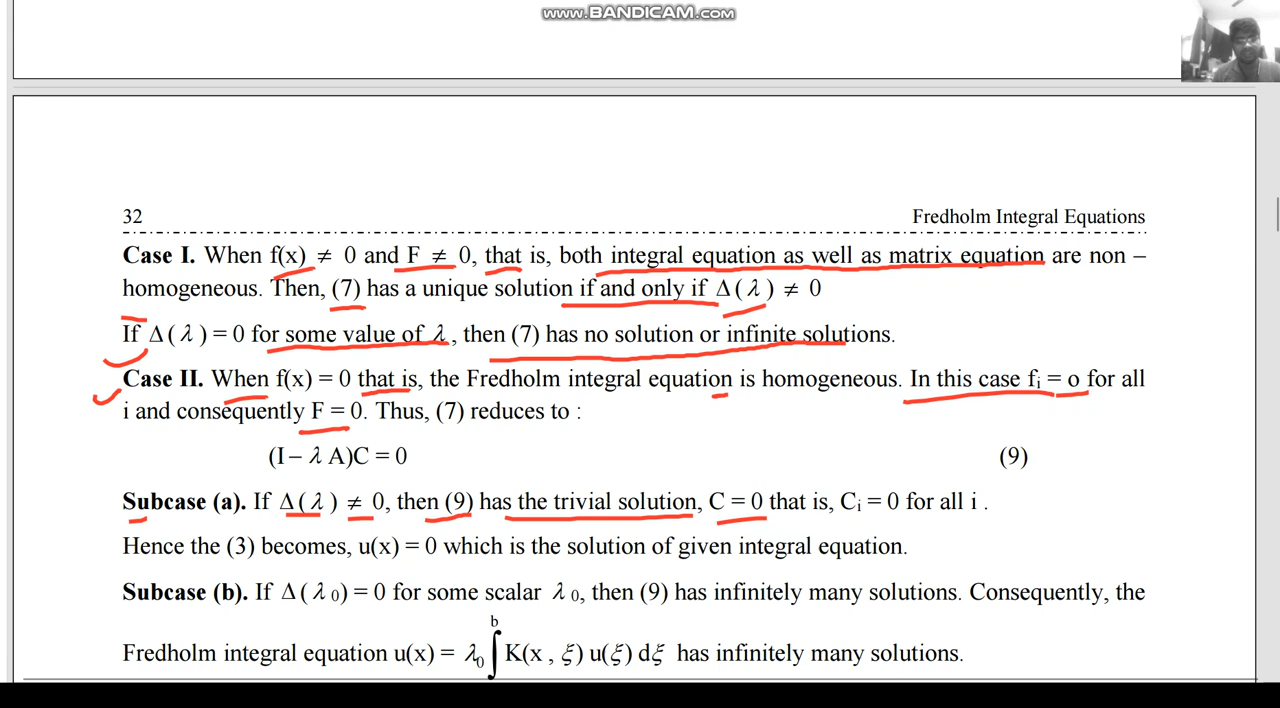 www.BANDICAM.com
32 Fredholm Integral Equations
Case I. When f(x) ≠ 0 and F ≠ 0, that is, both integral equation as well as matrix equation are non –
homogeneous. Then, (7) has a unique solution if and only if Δ(λ) ≠ 0
If Δ(λ) = 0 for some value of λ, then (7) has no solution or infinite solutions.
Case II. When f(x) = 0 that is, the Fredholm integral equation is homogeneous. In this case fᵢ = o for all
i and consequently F = 0. Thus, (7) reduces to :
(I – λ A)C = 0 (9)
Subcase (a). If Δ(λ) ≠ 0, then (9) has the trivial solution, C = 0 that is, Cᵢ = 0 for all i .
Hence the (3) becomes, u(x) = 0 which is the solution of given integral equation.
Subcase (b). If Δ(λ₀) = 0 for some scalar λ₀, then (9) has infinitely many solutions. Consequently, the
b
Fredholm integral equation u(x) = λ₀ ∫ K(x , ξ) u(ξ) dξ has infinitely many solutions.